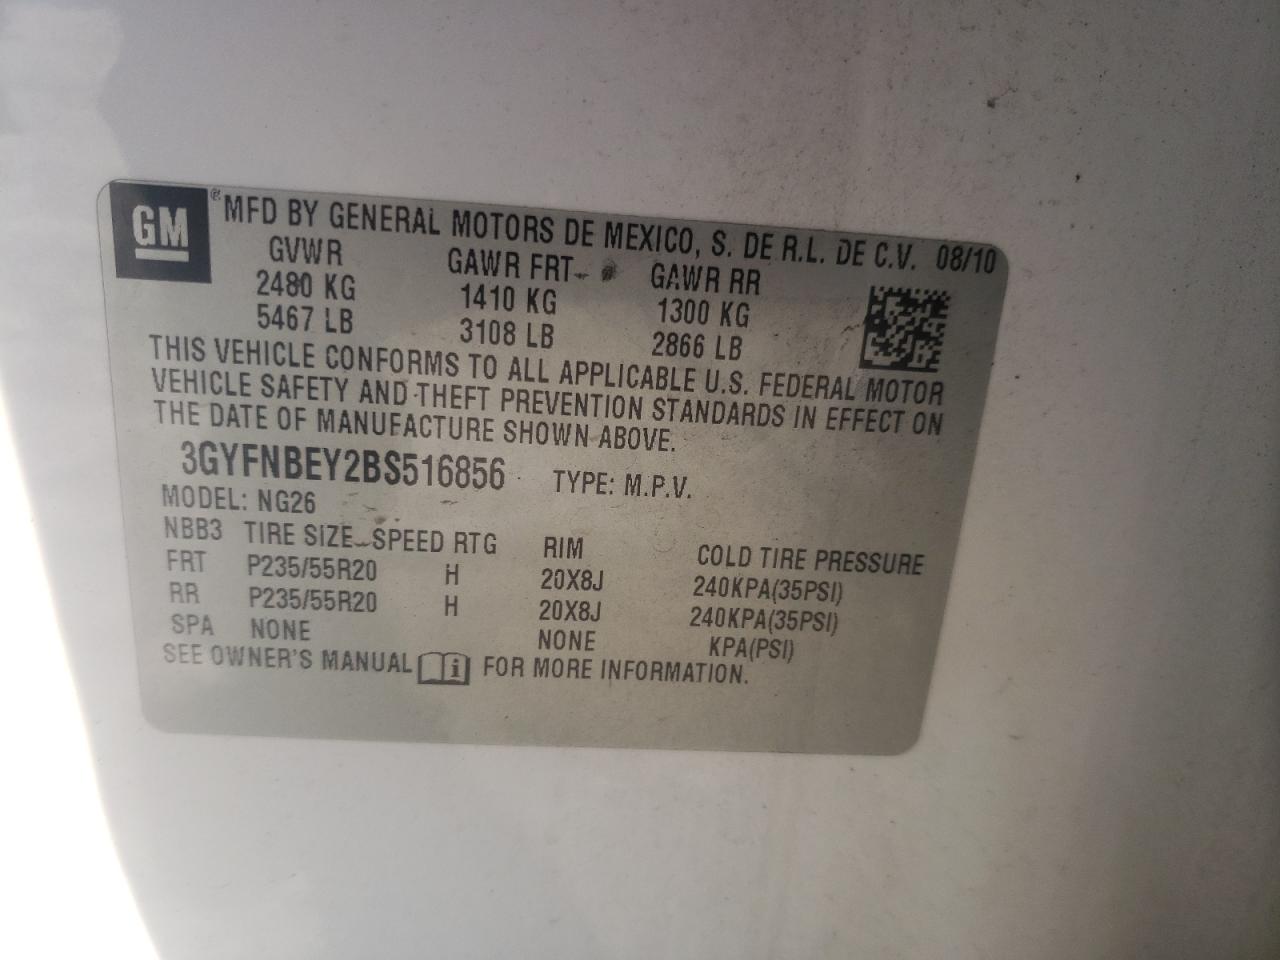 GM ® MFD BY GENERAL MOTORS DE MEXICO, S. DE R.L. DE C.V. 08/10
GVWR GAWR FRT GAWR RR
2480 KG 1410 KG 1300 KG
5467 LB 3108 LB 2866 LB
THIS VEHICLE CONFORMS TO ALL APPLICABLE U.S. FEDERAL MOTOR
VEHICLE SAFETY AND THEFT PREVENTION STANDARDS IN EFFECT ON
THE DATE OF MANUFACTURE SHOWN ABOVE.
3GYFNBEY2BS516856 TYPE: M.P.V.
MODEL: NG26
NBB3 TIRE SIZE SPEED RTG RIM COLD TIRE PRESSURE
FRT P235/55R20 H 20X8J 240KPA(35PSI)
RR P235/55R20 H 20X8J 240KPA(35PSI)
SPA NONE NONE KPA(PSI)
SEE OWNER'S MANUAL i FOR MORE INFORMATION.